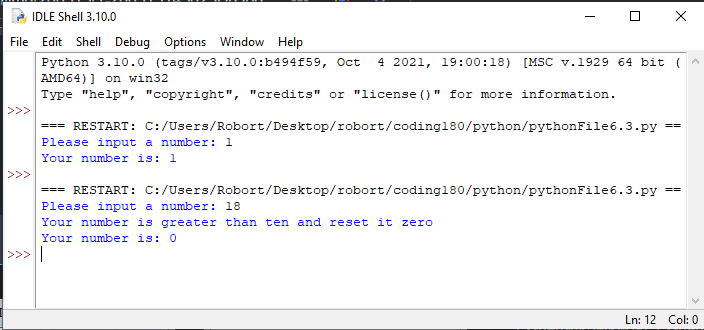 IDLE Shell 3.10.0
File Edit Shell Debug Options Window Help
Python 3.10.0 (tags/v3.10.0:b494f59, Oct  4 2021, 19:00:18) [MSC v.1929 64 bit (
AMD64)] on win32
Type "help", "copyright", "credits" or "license()" for more information.
>>>
=== RESTART: C:/Users/Robort/Desktop/robort/coding180/python/pythonFile6.3.py ==
Please input a number: 1
Your number is: 1
>>>
=== RESTART: C:/Users/Robort/Desktop/robort/coding180/python/pythonFile6.3.py ==
Please input a number: 18
Your number is greater than ten and reset it zero
Your number is: 0
>>>
Ln: 12 Col: 0